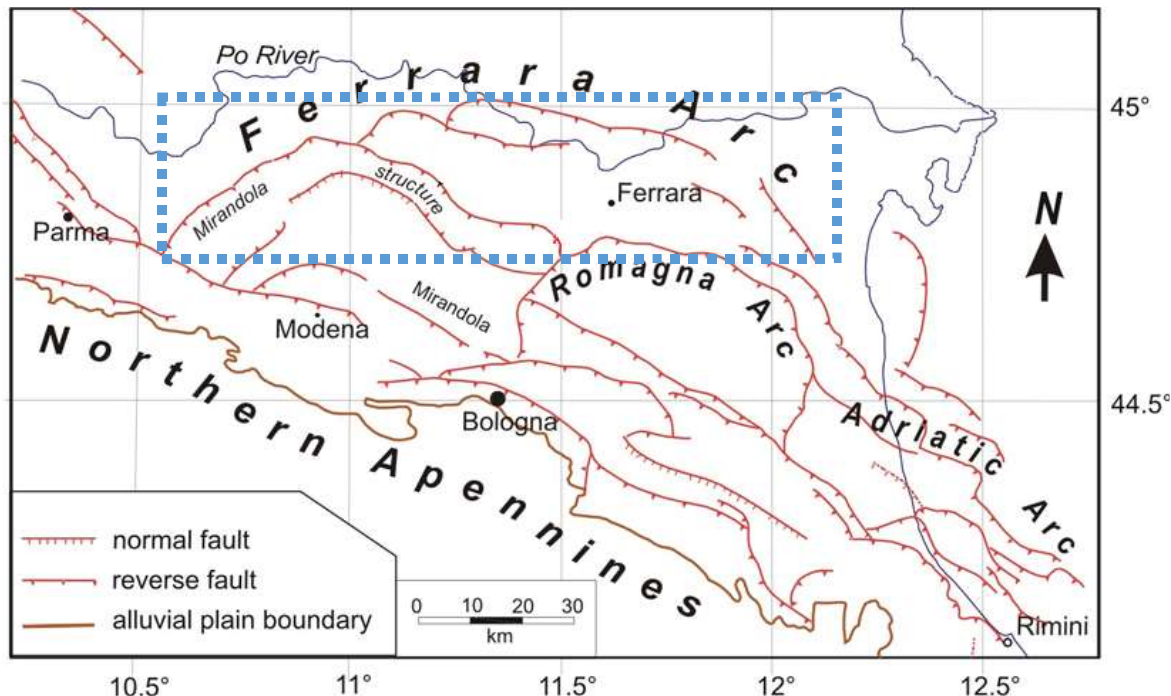 Po River
Ferrara Arc
45°
Mirandola
structure
Ferrara
N
Parma
Romagna
Arc
Mirandola
Modena
Northern Apennines
44.5°
Bologna
Adriatic
Arc
normal fault
reverse fault
alluvial plain boundary
0 10 20 30
km
Rimini
10.5° 11° 11.5° 12° 12.5°